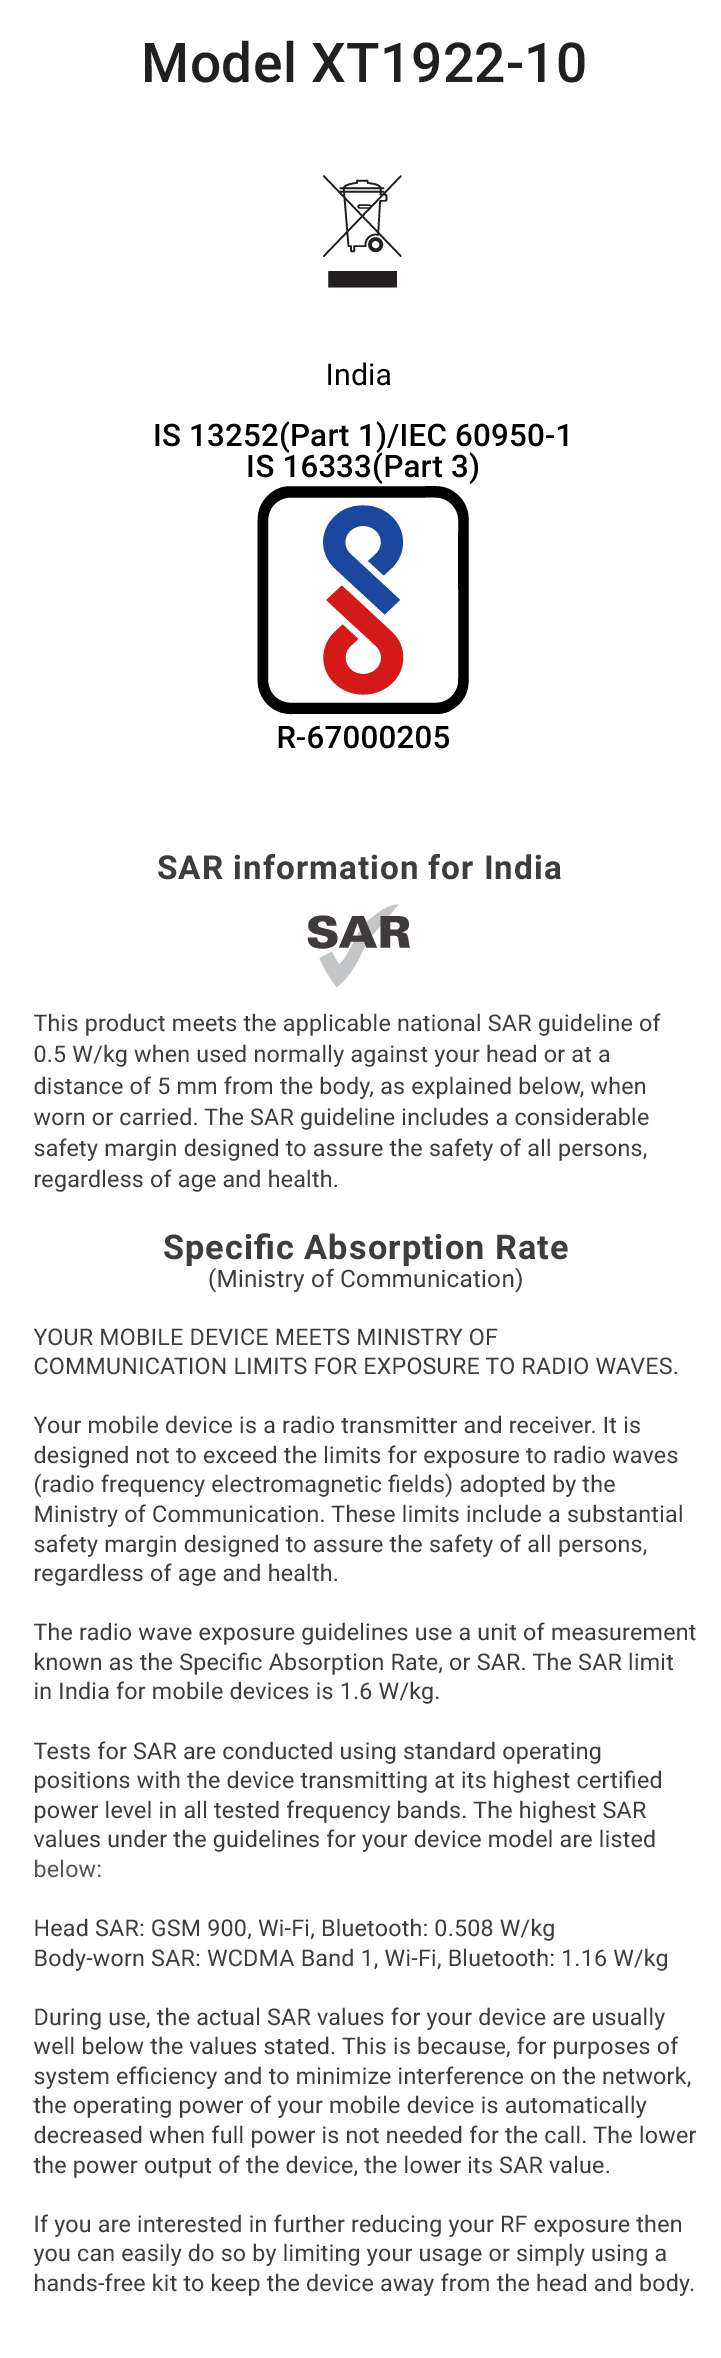 Model XT1922-10
India
IS 13252(Part 1)/IEC 60950-1
IS 16333(Part 3)
R-67000205
SAR information for India
SAR
This product meets the applicable national SAR guideline of
0.5 W/kg when used normally against your head or at a
distance of 5 mm from the body, as explained below, when
worn or carried. The SAR guideline includes a considerable
safety margin designed to assure the safety of all persons,
regardless of age and health.
Specific Absorption Rate
(Ministry of Communication)
YOUR MOBILE DEVICE MEETS MINISTRY OF
COMMUNICATION LIMITS FOR EXPOSURE TO RADIO WAVES.
Your mobile device is a radio transmitter and receiver. It is
designed not to exceed the limits for exposure to radio waves
(radio frequency electromagnetic fields) adopted by the
Ministry of Communication. These limits include a substantial
safety margin designed to assure the safety of all persons,
regardless of age and health.
The radio wave exposure guidelines use a unit of measurement
known as the Specific Absorption Rate, or SAR. The SAR limit
in India for mobile devices is 1.6 W/kg.
Tests for SAR are conducted using standard operating
positions with the device transmitting at its highest certified
power level in all tested frequency bands. The highest SAR
values under the guidelines for your device model are listed
below:
Head SAR: GSM 900, Wi-Fi, Bluetooth: 0.508 W/kg
Body-worn SAR: WCDMA Band 1, Wi-Fi, Bluetooth: 1.16 W/kg
During use, the actual SAR values for your device are usually
well below the values stated. This is because, for purposes of
system efficiency and to minimize interference on the network,
the operating power of your mobile device is automatically
decreased when full power is not needed for the call. The lower
the power output of the device, the lower its SAR value.
If you are interested in further reducing your RF exposure then
you can easily do so by limiting your usage or simply using a
hands-free kit to keep the device away from the head and body.